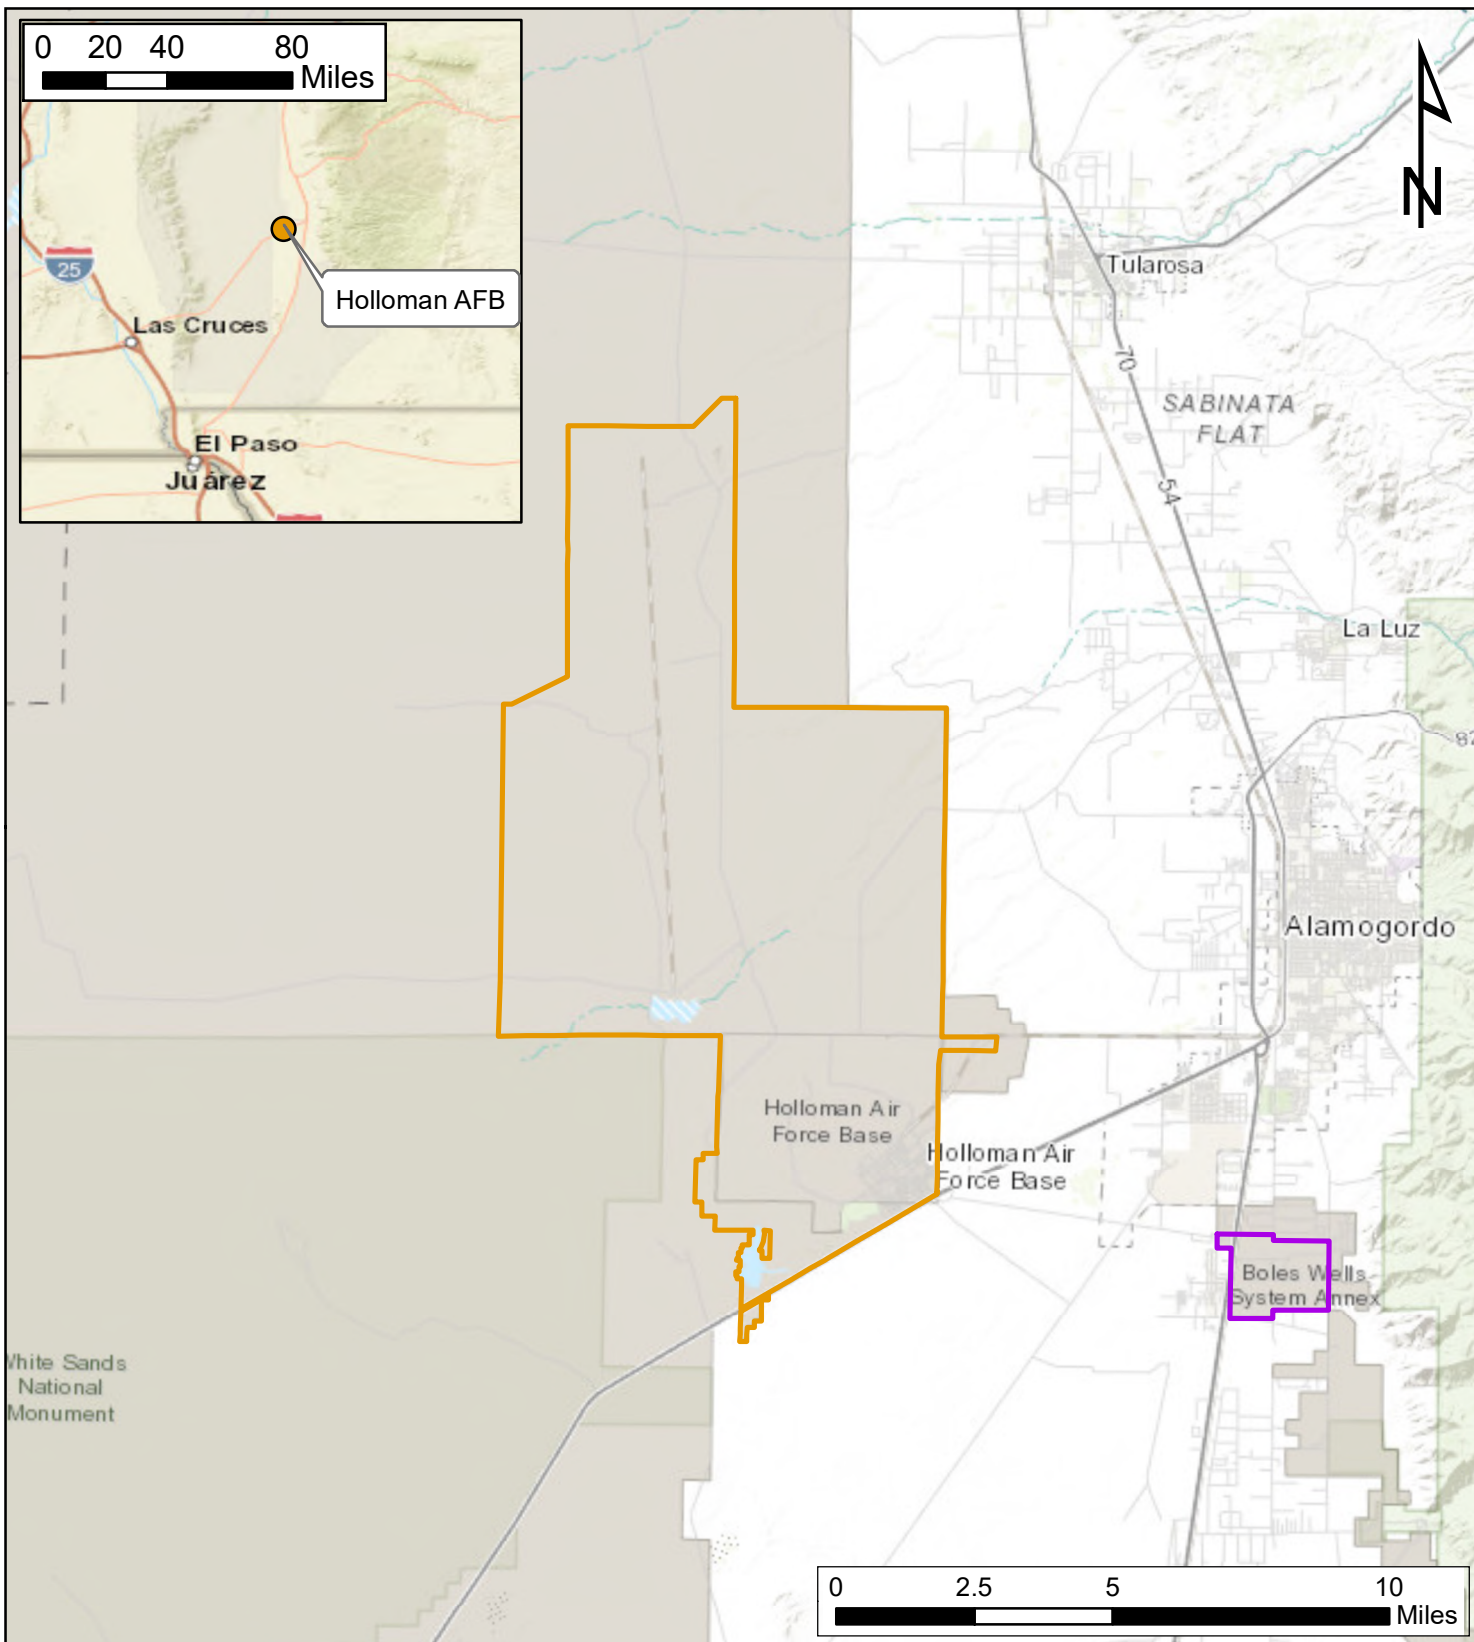 0 20 40 80
Miles
25
Holloman AFB
Las Cruces
El Paso
Juárez
N
Tularosa
70
SABINATA
FLAT
54
La Luz
82
Alamogordo
Holloman Air
Force Base
Holloman Air
Force Base
Boles Wells
System Annex
White Sands
National
Monument
0 2.5 5 10
Miles